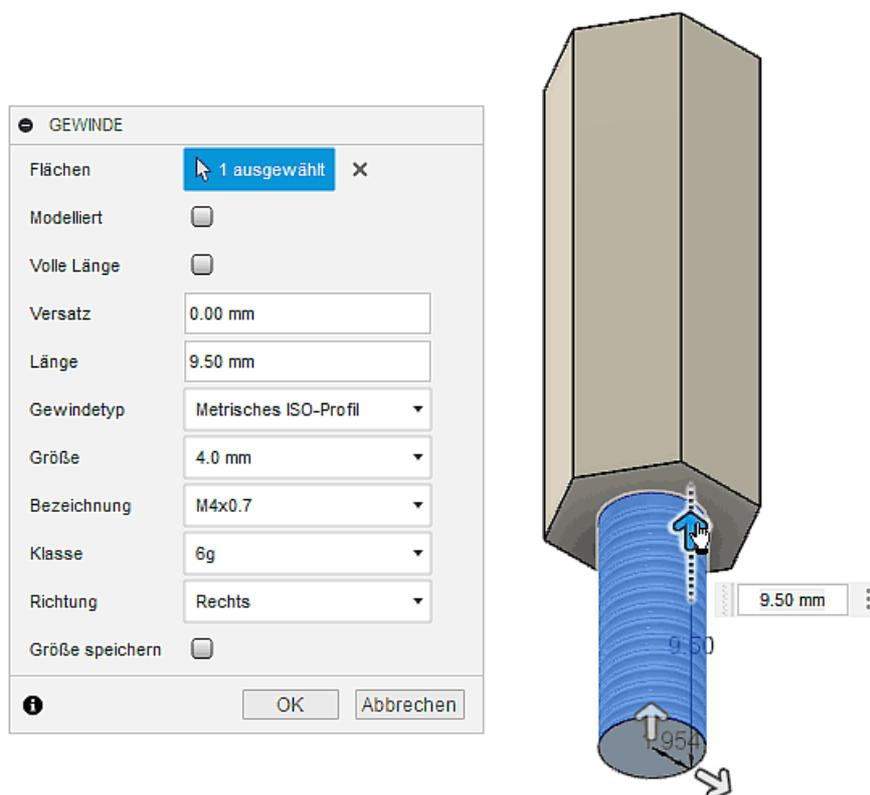 GEWINDE
Flächen 1 ausgewählt
Modelliert
Volle Länge
Versatz 0.00 mm
Länge 9.50 mm
Gewindetyp Metrisches ISO-Profil
Größe 4.0 mm
Bezeichnung M4x0.7
Klasse 6g
Richtung Rechts
Größe speichern
OK Abbrechen
9.50 mm
9.50
1.954